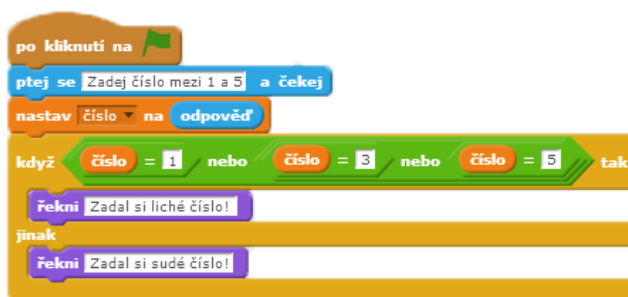 po kliknutí na
ptej se Zadej číslo mezi 1 a 5 a čekej
nastav číslo na odpověď
když číslo = 1 nebo číslo = 3 nebo číslo = 5 tak
řekni Zadal si liché číslo!
jinak
řekni Zadal si sudé číslo!